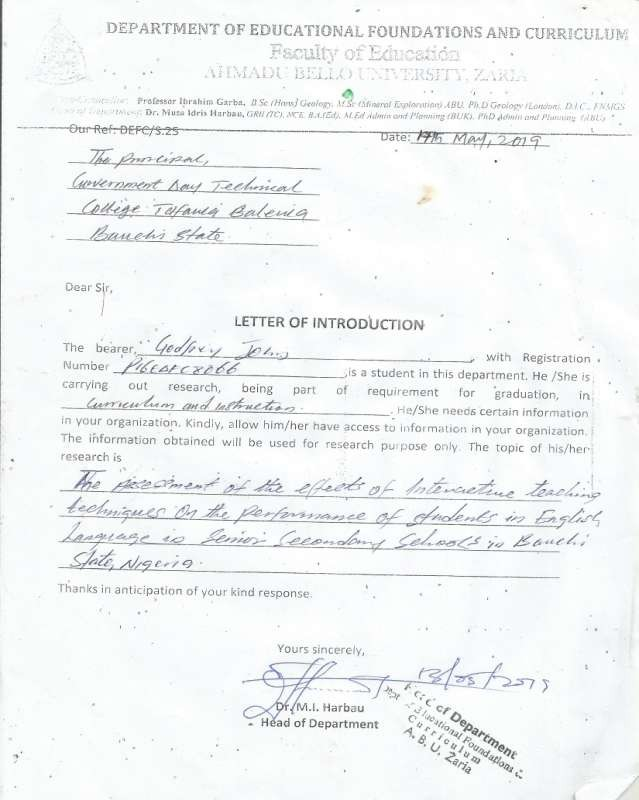 DEPARTMENT OF EDUCATIONAL FOUNDATIONS AND CURRICULUM
Faculty of Education
AHMADU BELLO UNIVERSITY, ZARIA
Professor Ibrahim Garba, B.Sc (Hons) Geology, M.Sc (Mineral Exploration) ABU, Ph.D Geology (London), D.I.C., FNMGS
Head of Department: Dr. Musa Idris Harbau, GRII (TC), NCE, B.A.(Ed), M.Ed Admin and Planning (BUK), PhD Admin and Planning (ABU)
Our Ref: DEFC/S.25
Date: May, 2019
The Principal,
Government Day Technical
College Tafawa Balewa
Bauchi State.
Dear Sir,
LETTER OF INTRODUCTION
The bearer, Godfrey John, with Registration
Number P16EDFC8066, is a student in this department. He /She is
carrying out research, being part of requirement for graduation, in
Curriculum and instruction. He/She needs certain information
in your organization. Kindly, allow him/her have access to information in your organization.
The information obtained will be used for research purpose only. The topic of his/her
research is
The of the effects of Interactive teaching
techniques on the performance of students in English
Language in Senior Secondary Schools in Bauchi
State, Nigeria.
Thanks in anticipation of your kind response.
Yours sincerely,
13/05/2019
Dr. M.I. Harbau
Head of Department
of Department
Educational Foundations &
Curriculum
A. B. U. Zaria